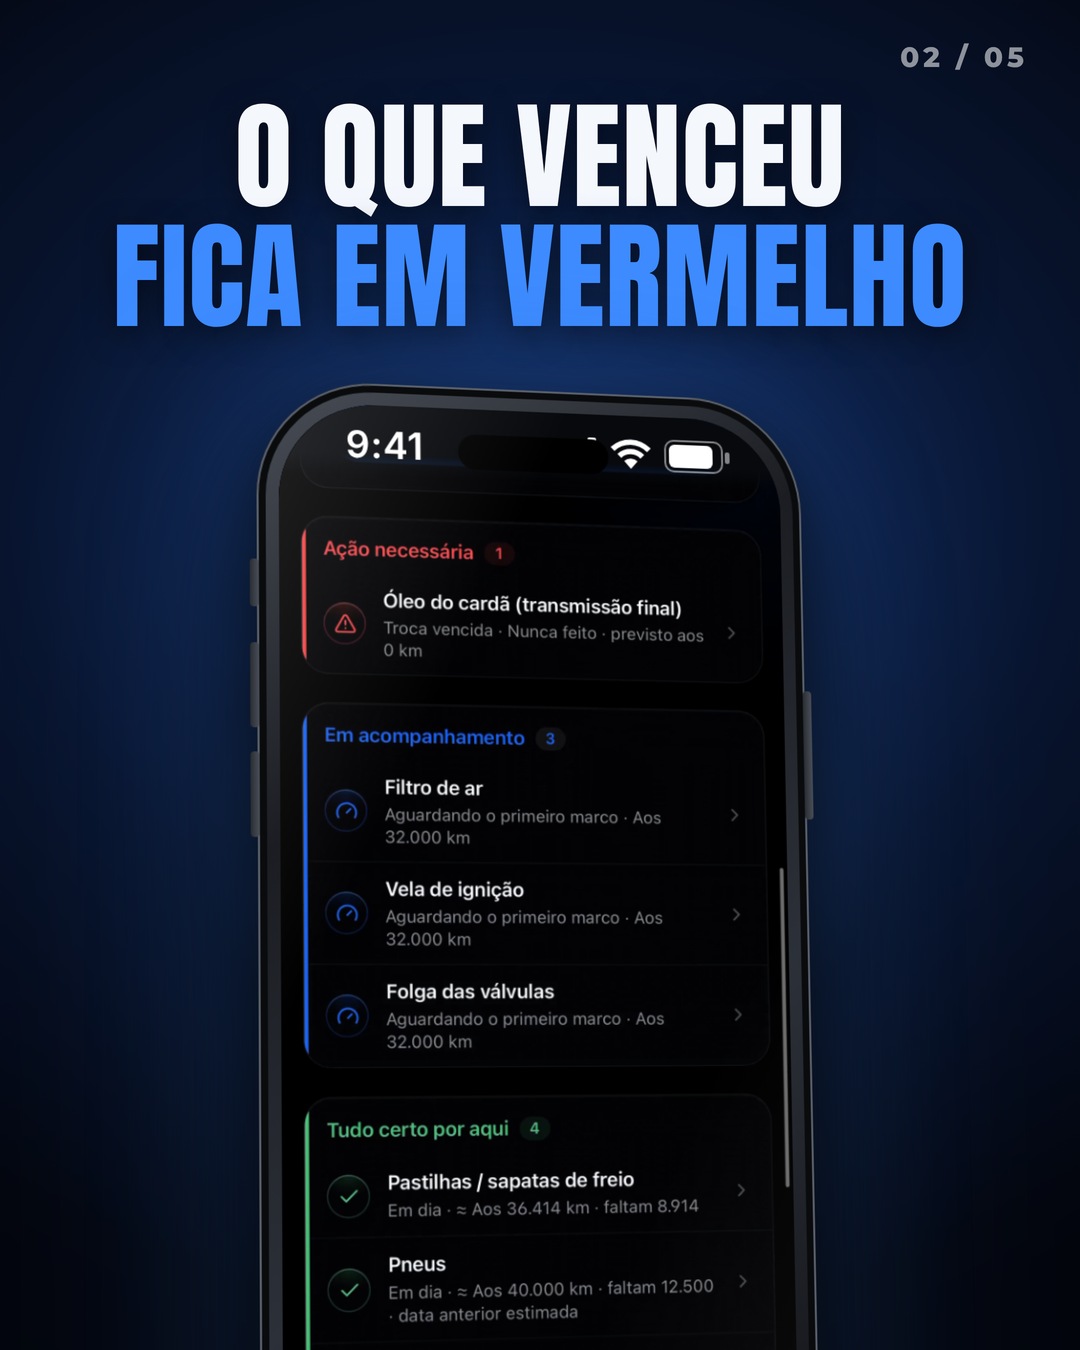 02 / 05
O QUE VENCEU
FICA EM VERMELHO
9:41
Ação necessária 1
Óleo do cardã (transmissão final)
Troca vencida · Nunca feito · previsto aos
0 km
Em acompanhamento 3
Filtro de ar
Aguardando o primeiro marco · Aos
32.000 km
Vela de ignição
Aguardando o primeiro marco · Aos
32.000 km
Folga das válvulas
Aguardando o primeiro marco · Aos
32.000 km
Tudo certo por aqui 4
Pastilhas / sapatas de freio
Em dia · ≈ Aos 36.414 km · faltam 8.914
Pneus
Em dia · ≈ Aos 40.000 km · faltam 12.500
· data anterior estimada